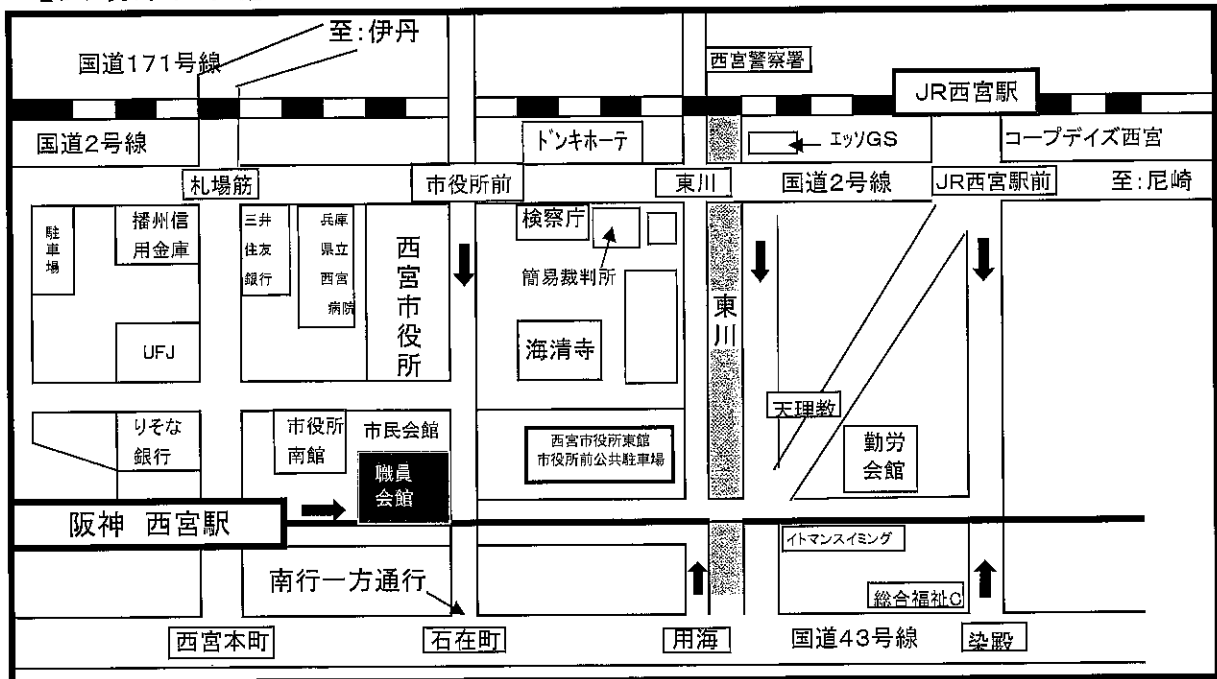 至:伊丹
国道171号線
西宮警察署
JR西宮駅
国道2号線
ドンキホーテ
エッソGS
コープデイズ西宮
札場筋
市役所前
東川
国道2号線
JR西宮駅前
至:尼崎
駐車場
播州信
用金庫
三井
住友
銀行
兵庫
県立
西宮
病院
西宮市役所
検察庁
簡易裁判所
東川
UFJ
海清寺
天理教
りそな
銀行
市役所
南館
市民会館
職員
会館
西宮市役所東館
市役所前公共駐車場
勤労
会館
阪神 西宮駅
イトマンスイミング
南行一方通行
総合福祉C
西宮本町
石在町
用海
国道43号線
染殿